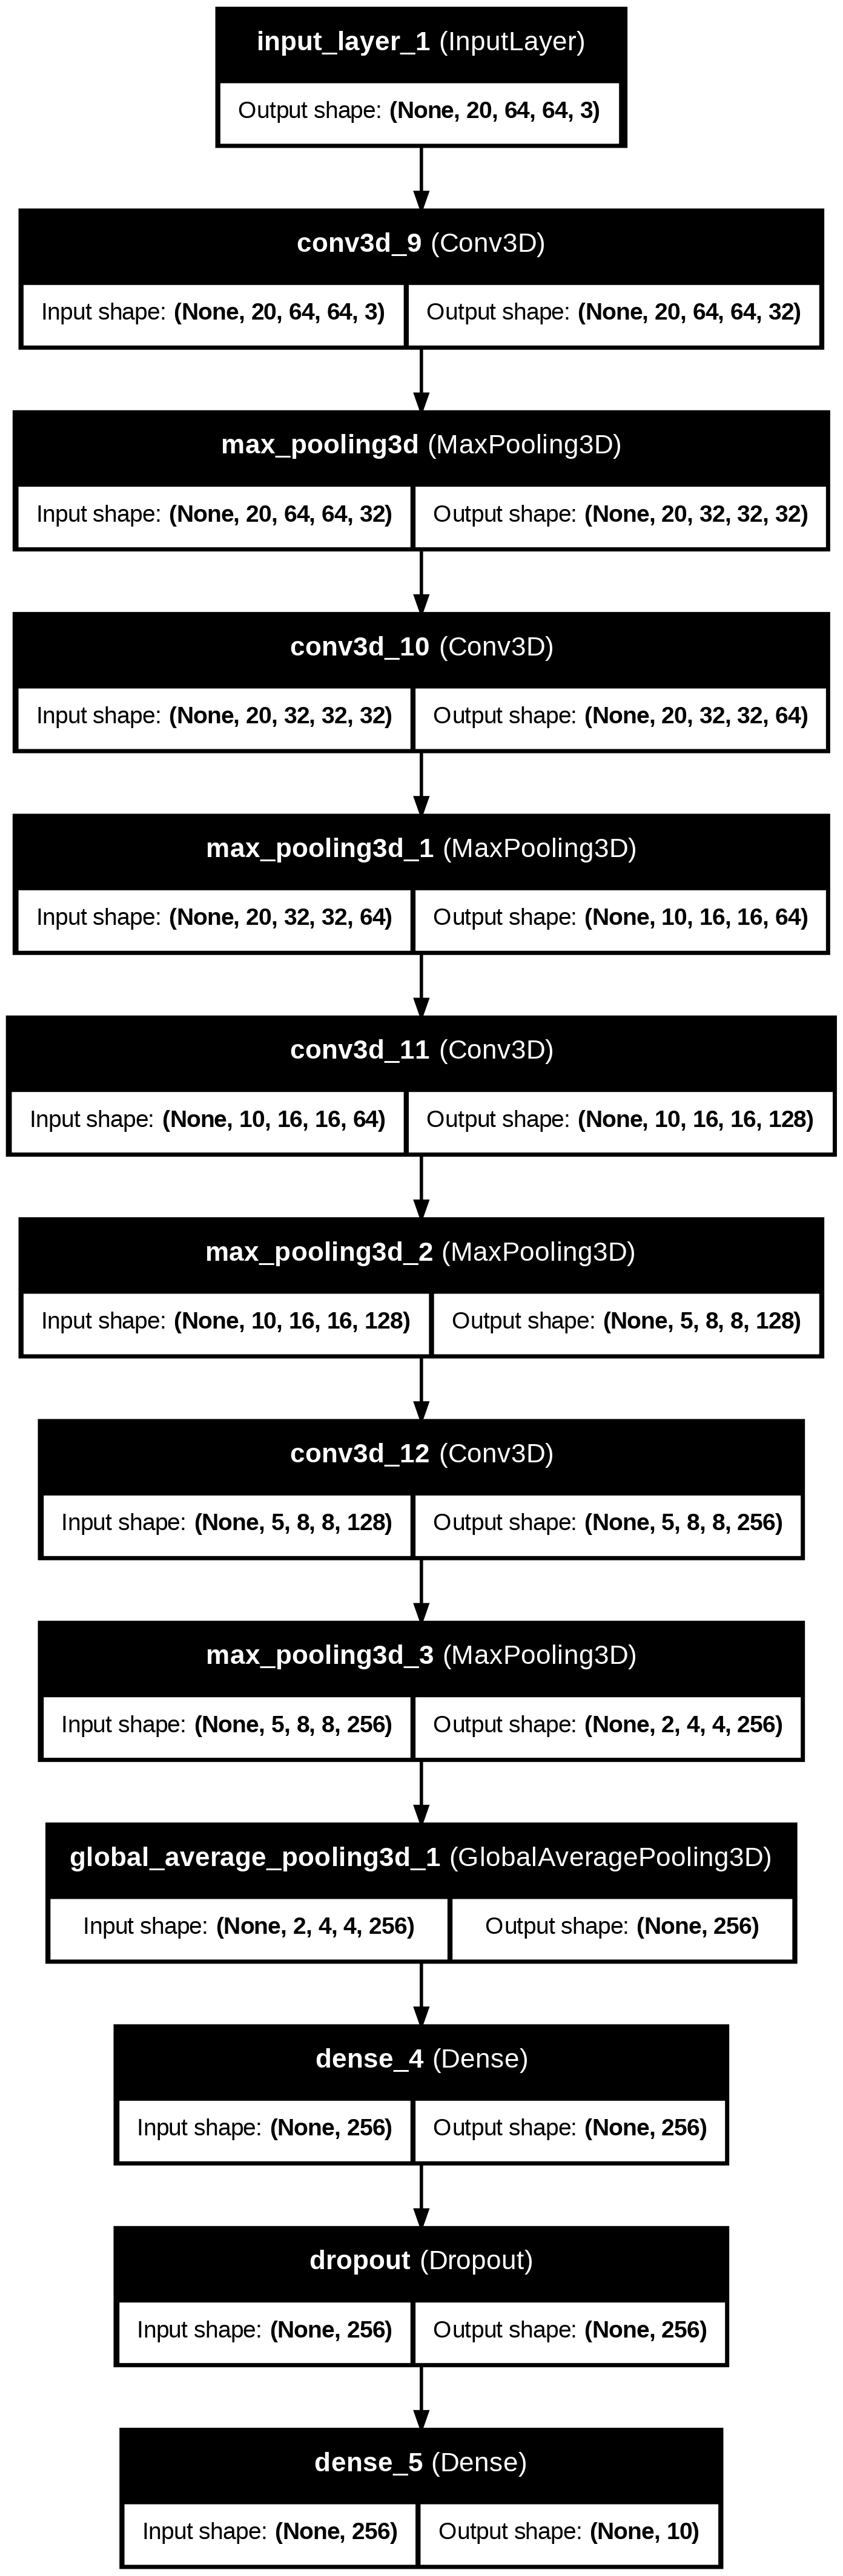 input_layer_1 (InputLayer)
Output shape: (None, 20, 64, 64, 3)
conv3d_9 (Conv3D)
Input shape: (None, 20, 64, 64, 3) Output shape: (None, 20, 64, 64, 32)
max_pooling3d (MaxPooling3D)
Input shape: (None, 20, 64, 64, 32) Output shape: (None, 20, 32, 32, 32)
conv3d_10 (Conv3D)
Input shape: (None, 20, 32, 32, 32) Output shape: (None, 20, 32, 32, 64)
max_pooling3d_1 (MaxPooling3D)
Input shape: (None, 20, 32, 32, 64) Output shape: (None, 10, 16, 16, 64)
conv3d_11 (Conv3D)
Input shape: (None, 10, 16, 16, 64) Output shape: (None, 10, 16, 16, 128)
max_pooling3d_2 (MaxPooling3D)
Input shape: (None, 10, 16, 16, 128) Output shape: (None, 5, 8, 8, 128)
conv3d_12 (Conv3D)
Input shape: (None, 5, 8, 8, 128) Output shape: (None, 5, 8, 8, 256)
max_pooling3d_3 (MaxPooling3D)
Input shape: (None, 5, 8, 8, 256) Output shape: (None, 2, 4, 4, 256)
global_average_pooling3d_1 (GlobalAveragePooling3D)
Input shape: (None, 2, 4, 4, 256) Output shape: (None, 256)
dense_4 (Dense)
Input shape: (None, 256) Output shape: (None, 256)
dropout (Dropout)
Input shape: (None, 256) Output shape: (None, 256)
dense_5 (Dense)
Input shape: (None, 256) Output shape: (None, 10)